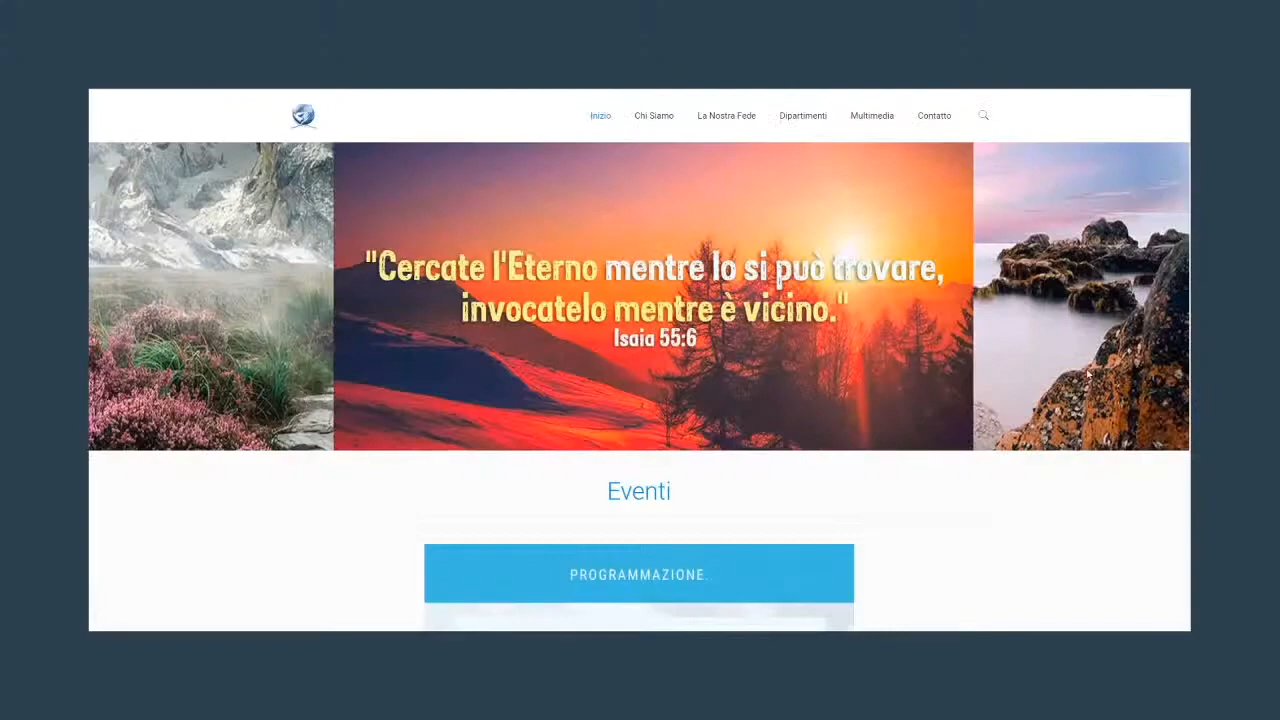 Inizio Chi Siamo La Nostra Fede Dipartimenti Multimedia Contatto
"Cercate l'Eterno mentre lo si può trovare,
invocatelo mentre è vicino."
Isaia 55:6
Eventi
PROGRAMMAZIONE.